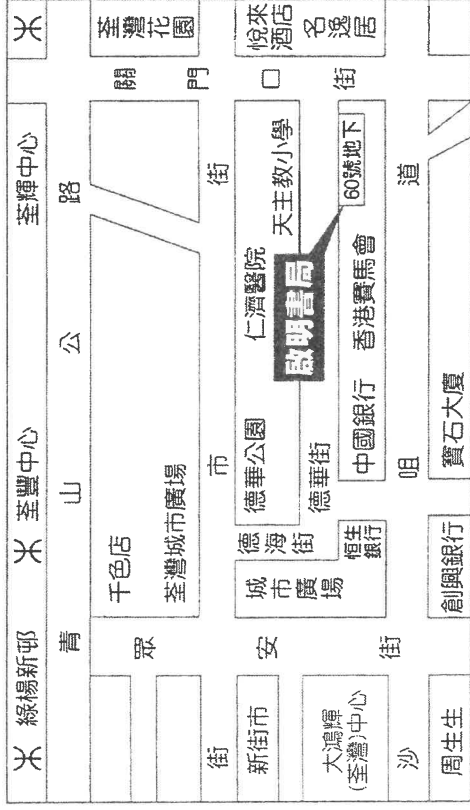 綠楊新邨
荃豐中心
荃輝中心
青山公路
千色店
荃灣城市廣場
荃灣花園
眾安街
關門口街
街市街
新街市
城市廣場
德海街
德華公園
仁濟醫院
天主教小學
悅來酒店
名逸居
德華街
啟明書局
60號地下
大鴻輝
(荃灣)中心
恒生銀行
中國銀行
香港賽馬會
沙咀道
周生生
創興銀行
寶石大廈